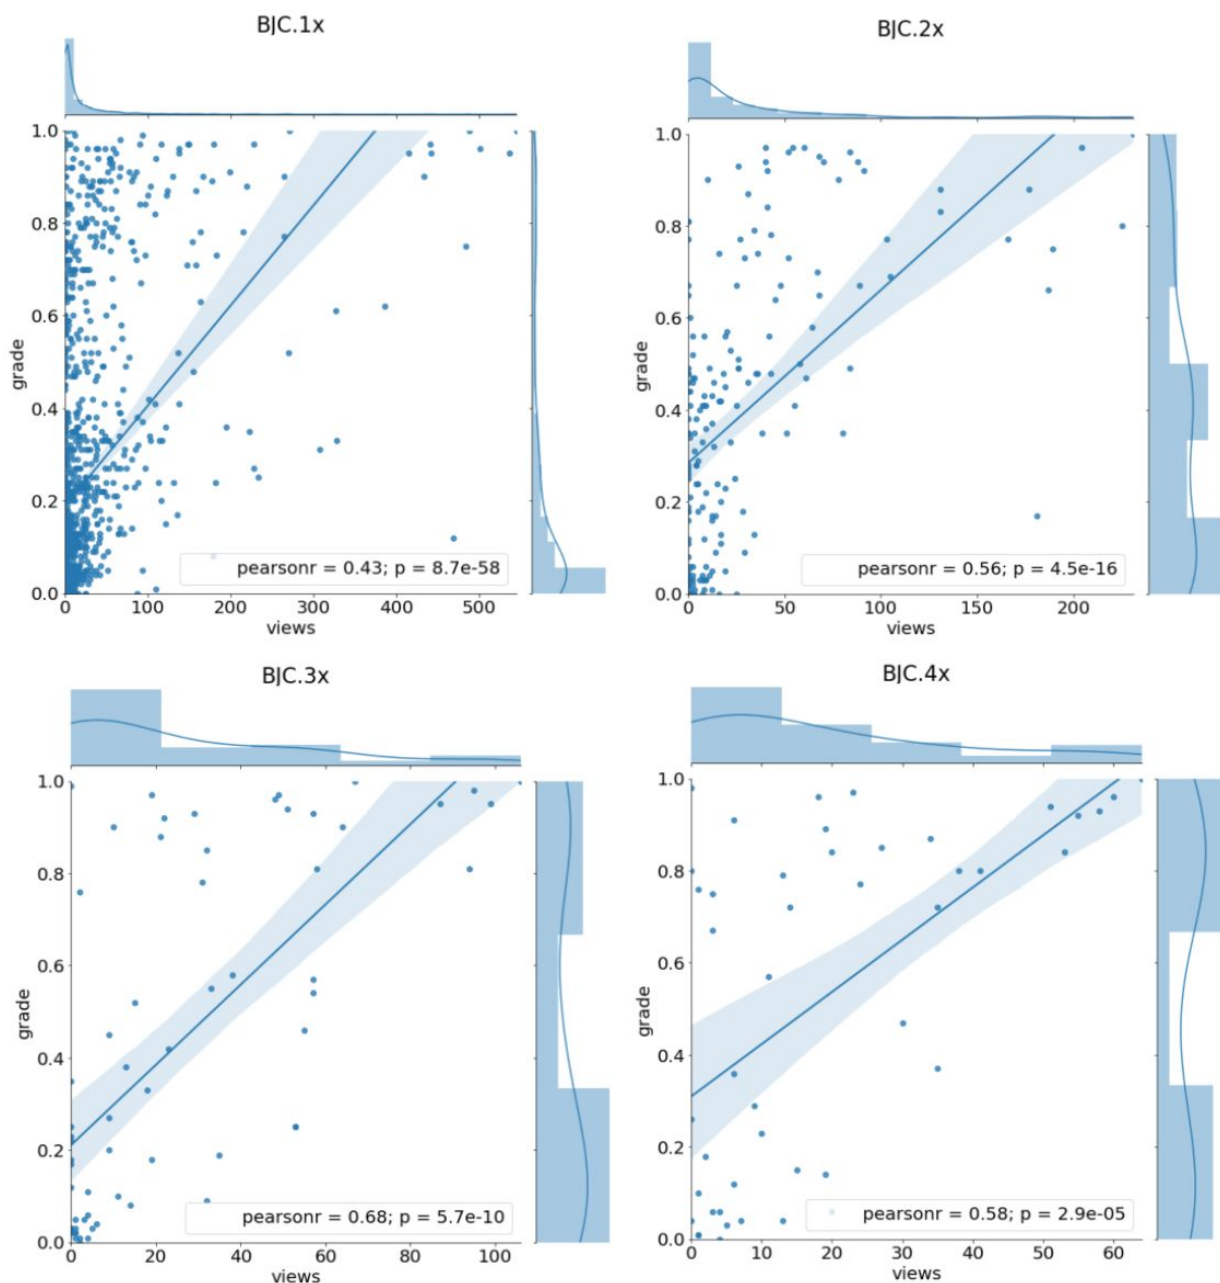 BJC.1x
1.0
0.8
0.6
0.4
0.2
0.0
grade
pearsonr = 0.43; p = 8.7e-58
0 100 200 300 400 500
views
BJC.2x
1.0
0.8
0.6
0.4
0.2
0.0
grade
pearsonr = 0.56; p = 4.5e-16
0 50 100 150 200
views
BJC.3x
1.0
0.8
0.6
0.4
0.2
0.0
grade
pearsonr = 0.68; p = 5.7e-10
0 20 40 60 80 100
views
BJC.4x
1.0
0.8
0.6
0.4
0.2
0.0
grade
pearsonr = 0.58; p = 2.9e-05
0 10 20 30 40 50 60
views